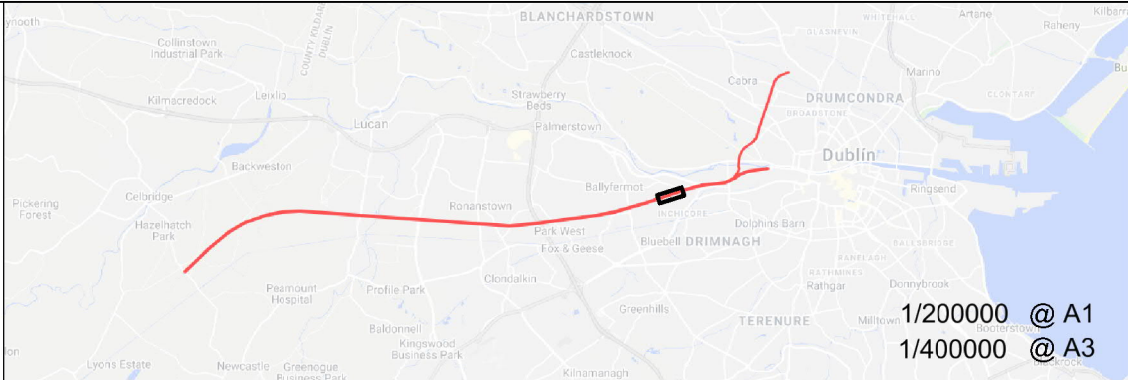 BLANCHARDSTOWN
WHITEHALL
Artane
Raheny
ynooth
Collinstown
Industrial Park
COUNTY KILDARE
DUBLIN
Castleknock
GLASNEVIN
Cabra
Marino
Kilmacredock
Leixlip
Strawberry
Beds
DRUMCONDRA
CLONTARF
BROADSTONE
Lucan
Palmerstown
Dublín
Backweston
Celbridge
Ballyfermot
Ringsend
Pickering
Forest
Ronanstown
INCHICORE
Hazelhatch
Park
Park West
Dolphins Barn
Fox & Geese
Bluebell
DRIMNAGH
BALLSBRIDGE
RANELAGH
Clondalkin
RATHMINES
Rathgar
Donnybrook
Peamount
Hospital
Profile Park
Greenhills
1/200000 @ A1
TERENURE
Milltown
Booterstown
Baldonnell
Kingswood
Business Park
1/400000 @ A3
Blackrock
Lyons Estate
Newcastle
Greenogue
Business Park
Kilnamanagh